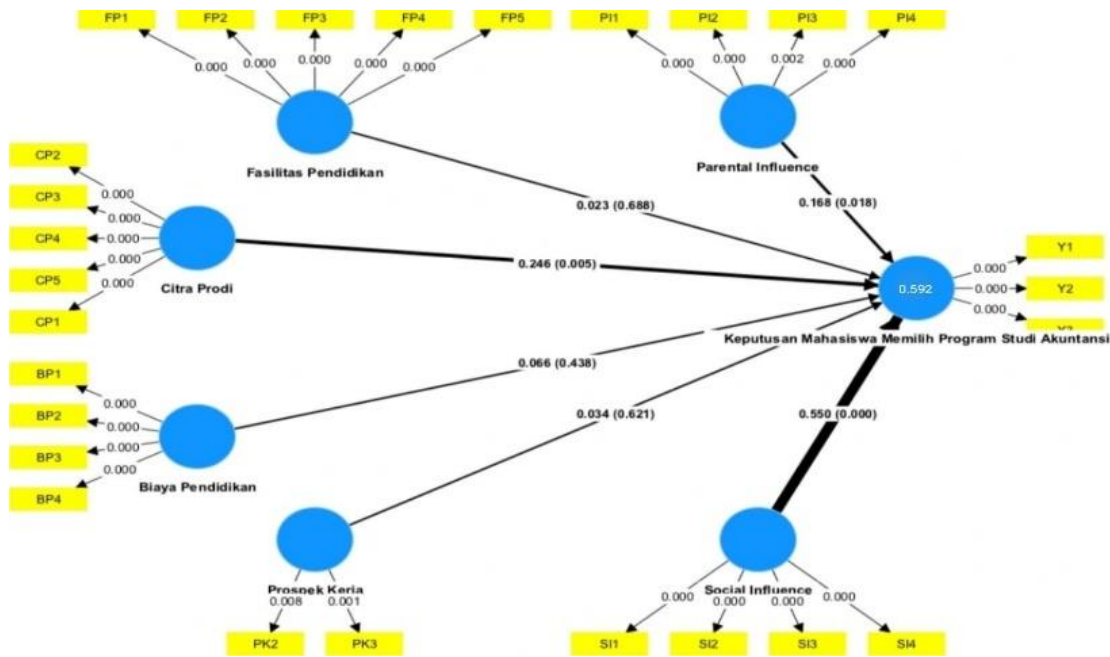 FP1 FP2 FP3 FP4 FP5 PI1 PI2 PI3 PI4
0.000 0.000 0.000 0.000 0.000 0.000 0.000 0.002 0.000
Fasilitas Pendidikan
Parental Influence
CP2
CP3
CP4
CP5
CP1
0.000
0.000
0.000
0.000
0.000
Citra Prodi
0.023 (0.688)
0.168 (0.018)
0.246 (0.005)
0.592
0.000
0.000
0.000
Y1
Y2
Keputusan Mahasiswa Memilih Program Studi Akuntansi
BP1
BP2
BP3
BP4
0.000
0.000
0.000
0.000
Biaya Pendidikan
0.066 (0.438)
0.034 (0.621)
0.550 (0.000)
Prospek Kerja
0.008 0.001
PK2 PK3
Social Influence
0.000 0.000 0.000 0.000
SI1 SI2 SI3 SI4